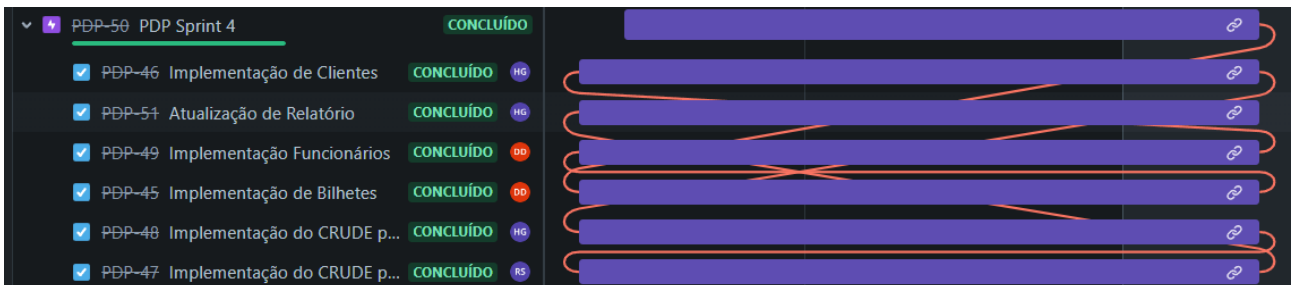 PDP-50 PDP Sprint 4 CONCLUÍDO
PDP-46 Implementação de Clientes CONCLUÍDO HG
PDP-51 Atualização de Relatório CONCLUÍDO HG
PDP-49 Implementação Funcionários CONCLUÍDO DD
PDP-45 Implementação de Bilhetes CONCLUÍDO DD
PDP-48 Implementação do CRUDE p... CONCLUÍDO HG
PDP-47 Implementação do CRUDE p... CONCLUÍDO RS